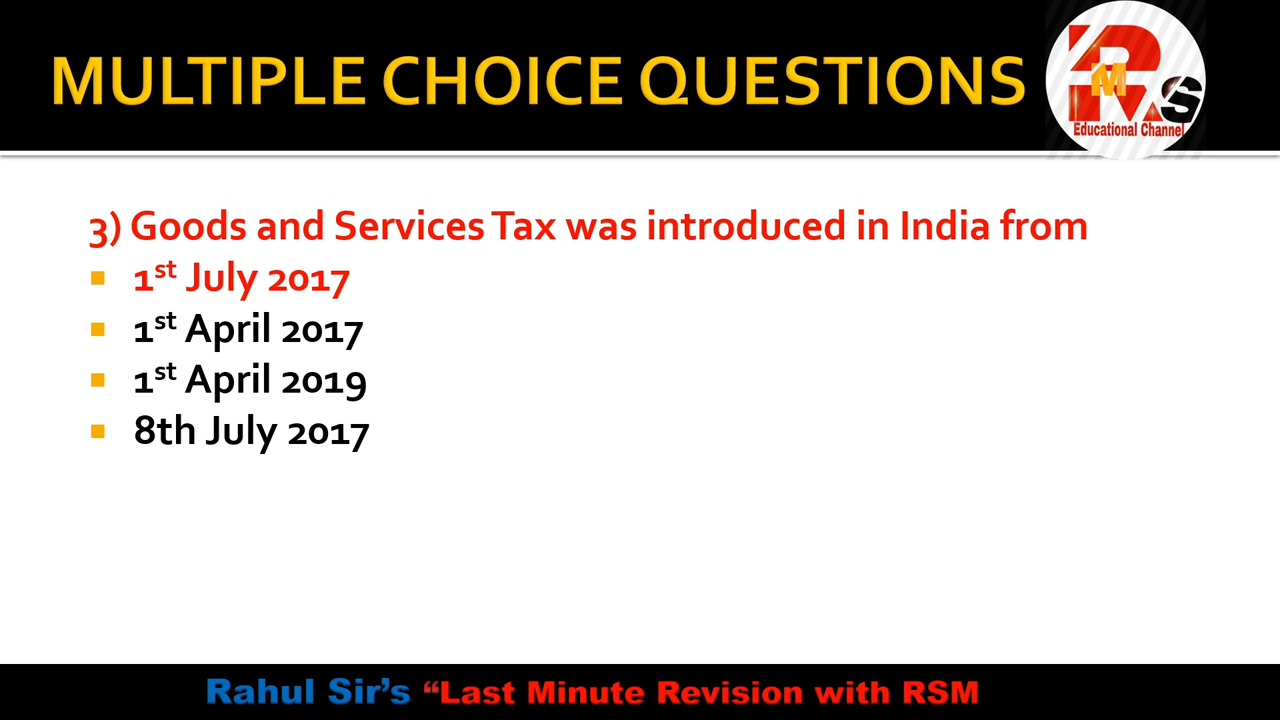 MULTIPLE CHOICE QUESTIONS
RMS
Educational Channel
3) Goods and Services Tax was introduced in India from
1st July 2017
1st April 2017
1st April 2019
8th July 2017
Rahul Sir's “Last Minute Revision with RSM